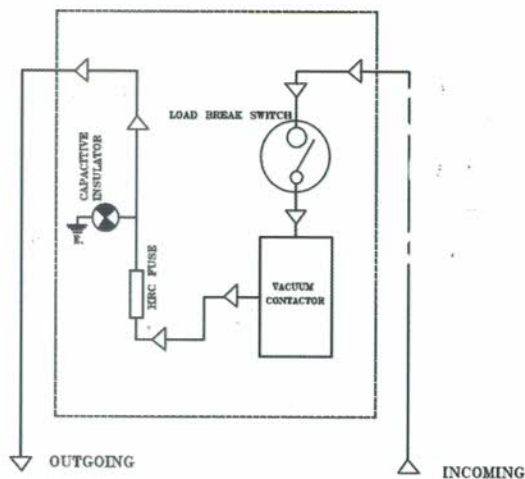 LOAD BREAK SWITCH
CAPACITIVE
INSULATOR
HRC FUSE
VACUUM
CONTACTOR
OUTGOING
INCOMING